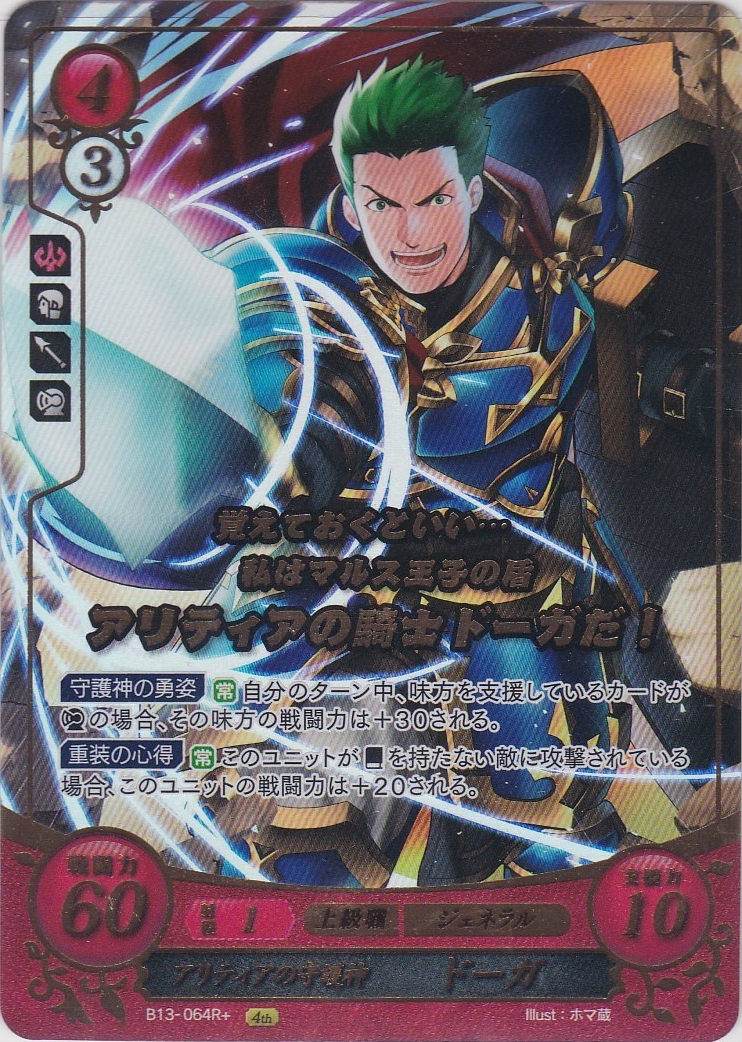 4
3
覚えておくといい…
私はマルス王子の盾
アリティアの騎士ドーガだ！
守護神の勇姿 常 自分のターン中、味方を支援しているカードが
の場合、その味方の戦闘力は＋30される。
重装の心得 常 このユニットが を持たない敵に攻撃されている
場合、このユニットの戦闘力は＋20される。
戦闘力
60
射程 1 上級職 ジェネラル
支援力
10
アリティアの守護神 ドーガ
B13-064R+ 4th Illust：ホマ蔵